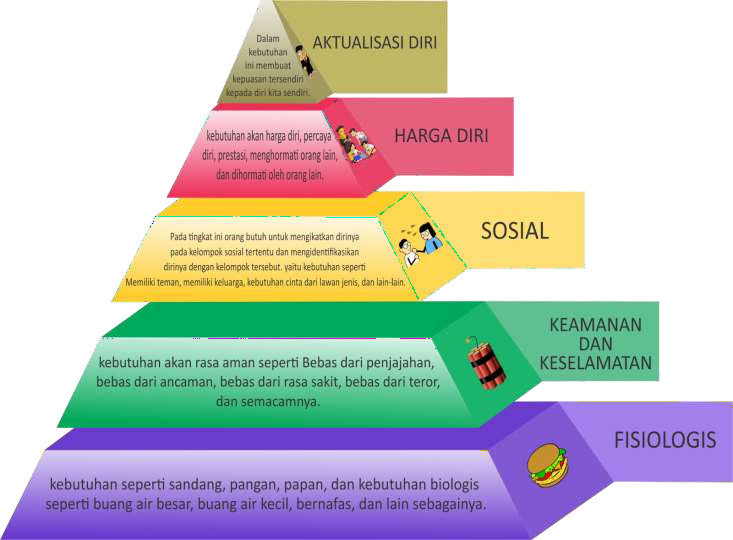 Dalam
kebutuhan
ini membuat
kepuasan tersendiri
kepada diri kita sendiri.
AKTUALISASI DIRI
kebutuhan akan harga diri, percaya
diri, prestasi, menghormati orang lain,
dan dihormati oleh orang lain.
HARGA DIRI
Pada tingkat ini orang butuh untuk mengikatkan dirinya
pada kelompok sosial tertentu dan mengidentifikasikan
dirinya dengan kelompok tersebut. yaitu kebutuhan seperti
Memiliki teman, memiliki keluarga, kebutuhan cinta dari lawan jenis, dan lain-lain.
SOSIAL
kebutuhan akan rasa aman seperti Bebas dari penjajahan,
bebas dari ancaman, bebas dari rasa sakit, bebas dari teror,
dan semacamnya.
KEAMANAN
DAN
KESELAMATAN
kebutuhan seperti sandang, pangan, papan, dan kebutuhan biologis
seperti buang air besar, buang air kecil, bernafas, dan lain sebagainya.
FISIOLOGIS